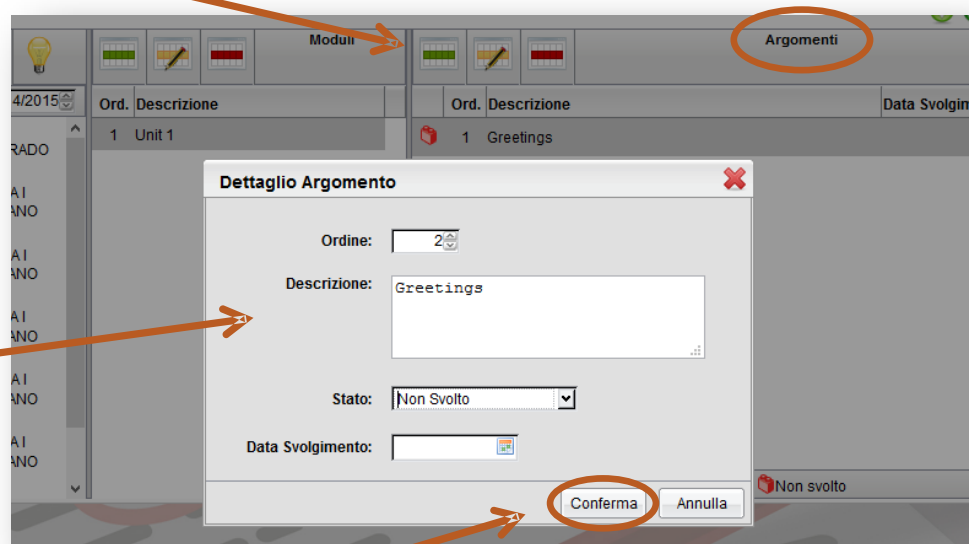 Moduli
Argomenti
4/2015
Ord. Descrizione
Ord. Descrizione
Data Svolgim
1 Unit 1
1 Greetings
RADO
A I
ANO
A I
ANO
A I
ANO
A I
ANO
A I
ANO
Dettaglio Argomento
Ordine: 2
Descrizione: Greetings
Stato: Non Svolto
Data Svolgimento:
Conferma Annulla
Non svolto